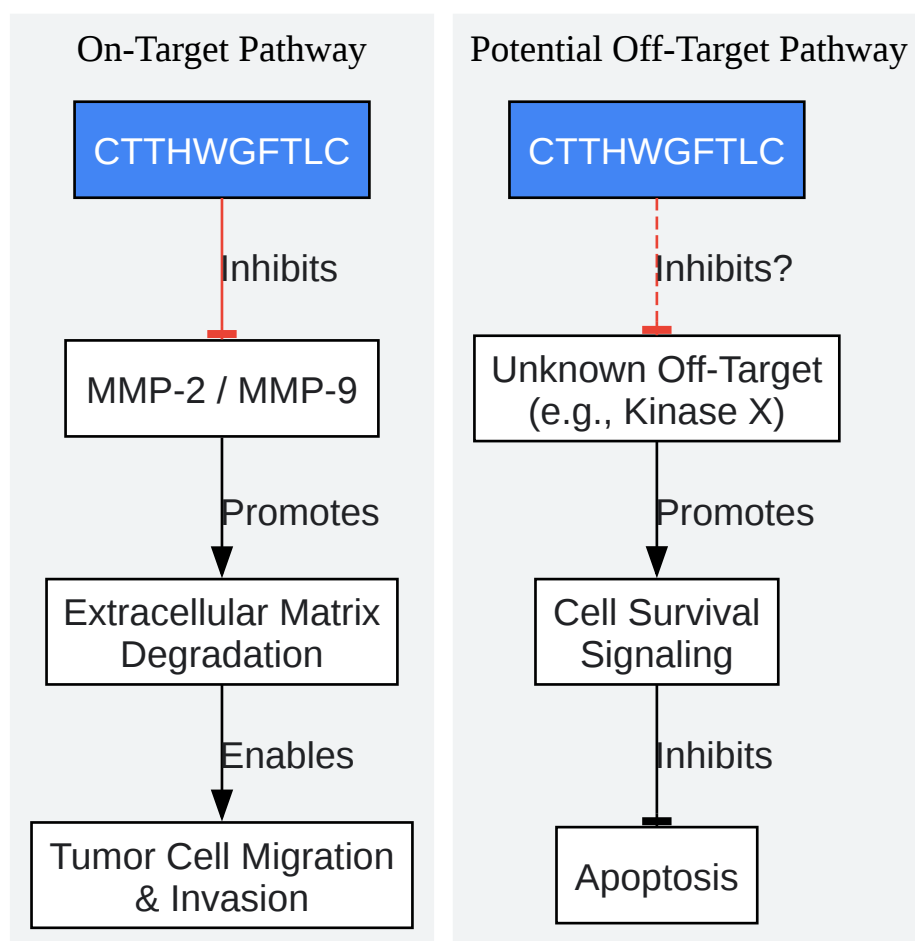 On-Target Pathway
CTTHWGFTLC
Inhibits
MMP-2 / MMP-9
Promotes
Extracellular Matrix
Degradation
Enables
Tumor Cell Migration
& Invasion
Potential Off-Target Pathway
CTTHWGFTLC
Inhibits?
Unknown Off-Target
(e.g., Kinase X)
Promotes
Cell Survival
Signaling
Inhibits
Apoptosis